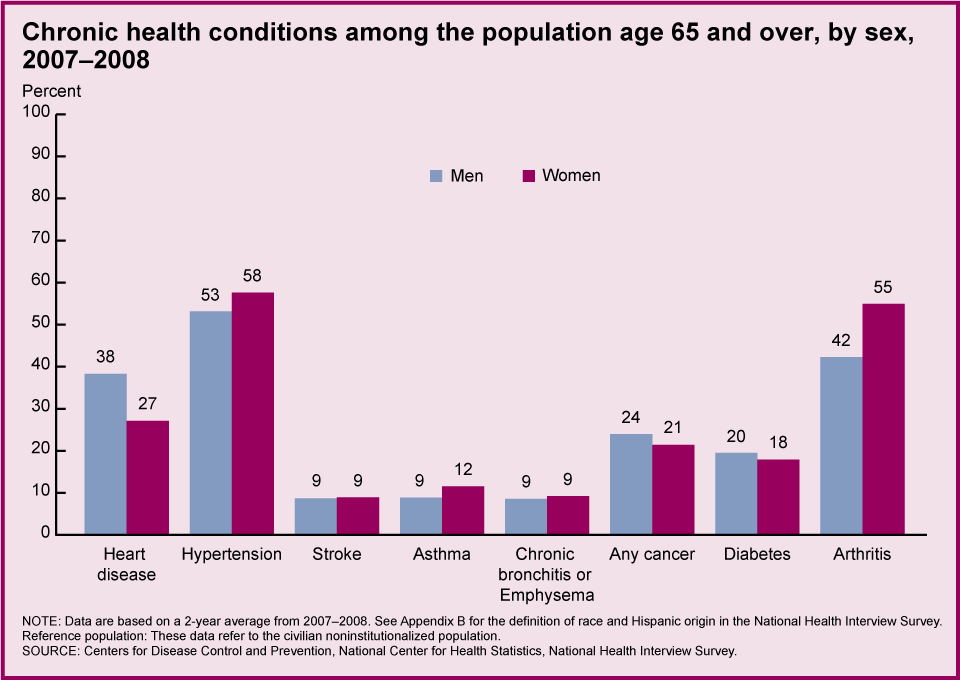 Chronic health conditions among the population age 65 and over, by sex,
2007–2008
Percent
100
90
80
70
60
50
40
30
20
10
0
Men
Women
38
27
53
58
9
9
9
12
9
9
24
21
20
18
42
55
Heart
disease
Hypertension
Stroke
Asthma
Chronic
bronchitis or
Emphysema
Any cancer
Diabetes
Arthritis
NOTE: Data are based on a 2-year average from 2007–2008. See Appendix B for the definition of race and Hispanic origin in the National Health Interview Survey.
Reference population: These data refer to the civilian noninstitutionalized population.
SOURCE: Centers for Disease Control and Prevention, National Center for Health Statistics, National Health Interview Survey.